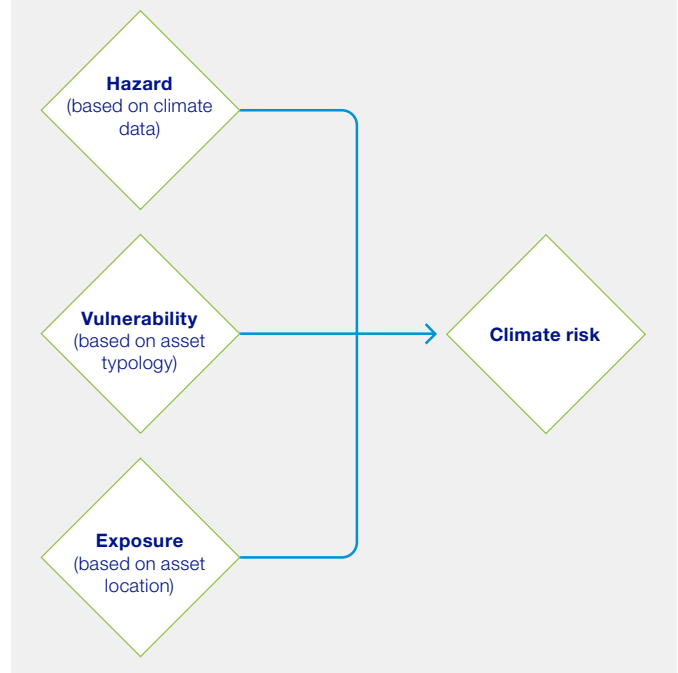 Hazard
(based on climate
data)
Vulnerability
(based on asset
typology)
Climate risk
Exposure
(based on asset
location)